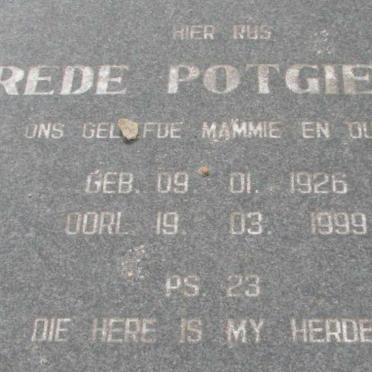 HIER RUS
REDE POTGIE
ONS GELIEFDE MAMMIE EN OU
GEB. 09. 01. 1926
OORL. 19. 03. 1999
PS. 23
DIE HERE IS MY HERDE